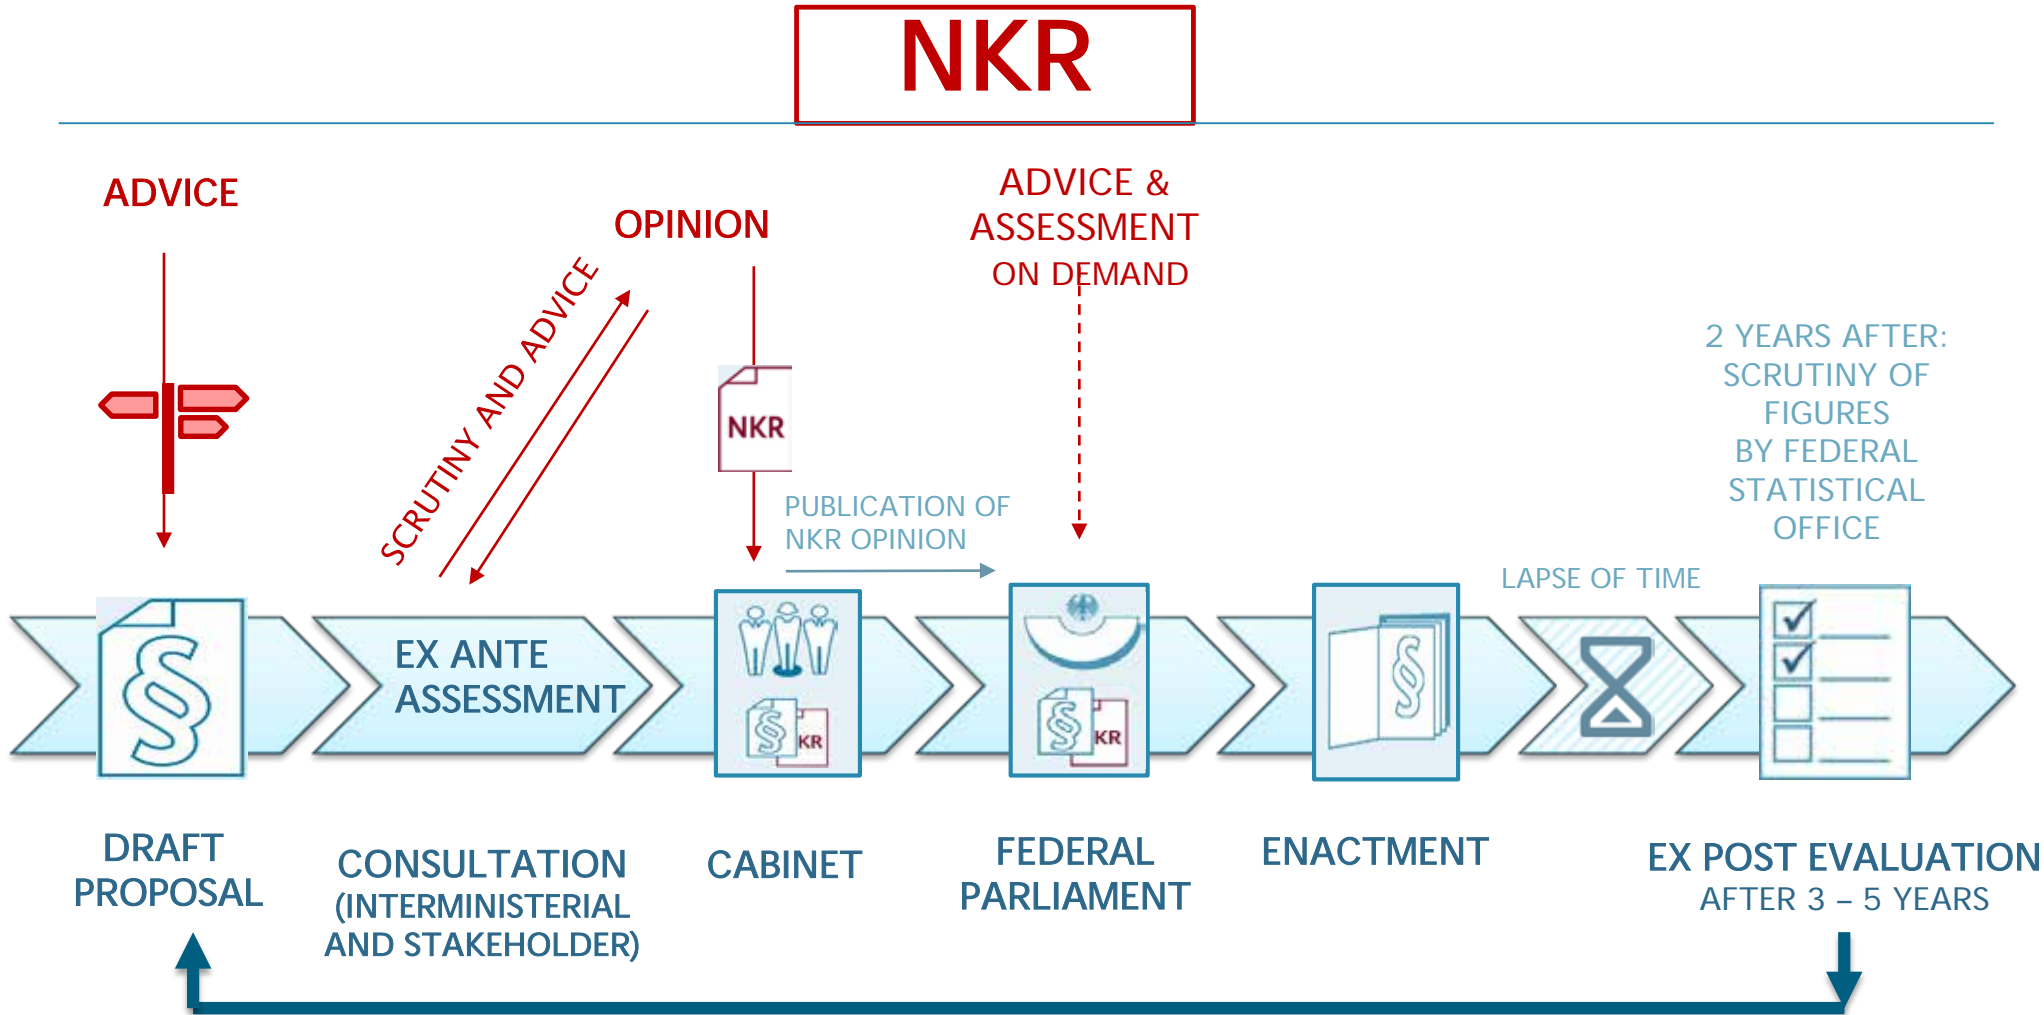 NKR
ADVICE
OPINION
ADVICE &
ASSESSMENT
ON DEMAND
SCRUTINY AND ADVICE
NKR
PUBLICATION OF
NKR OPINION
2 YEARS AFTER:
SCRUTINY OF
FIGURES
BY FEDERAL
STATISTICAL
OFFICE
LAPSE OF TIME
§
EX ANTE
ASSESSMENT
§
KR
§
KR
§
DRAFT
PROPOSAL
CONSULTATION
(INTERMINISTERIAL
AND STAKEHOLDER)
CABINET
FEDERAL
PARLIAMENT
ENACTMENT
EX POST EVALUATION
AFTER 3 – 5 YEARS